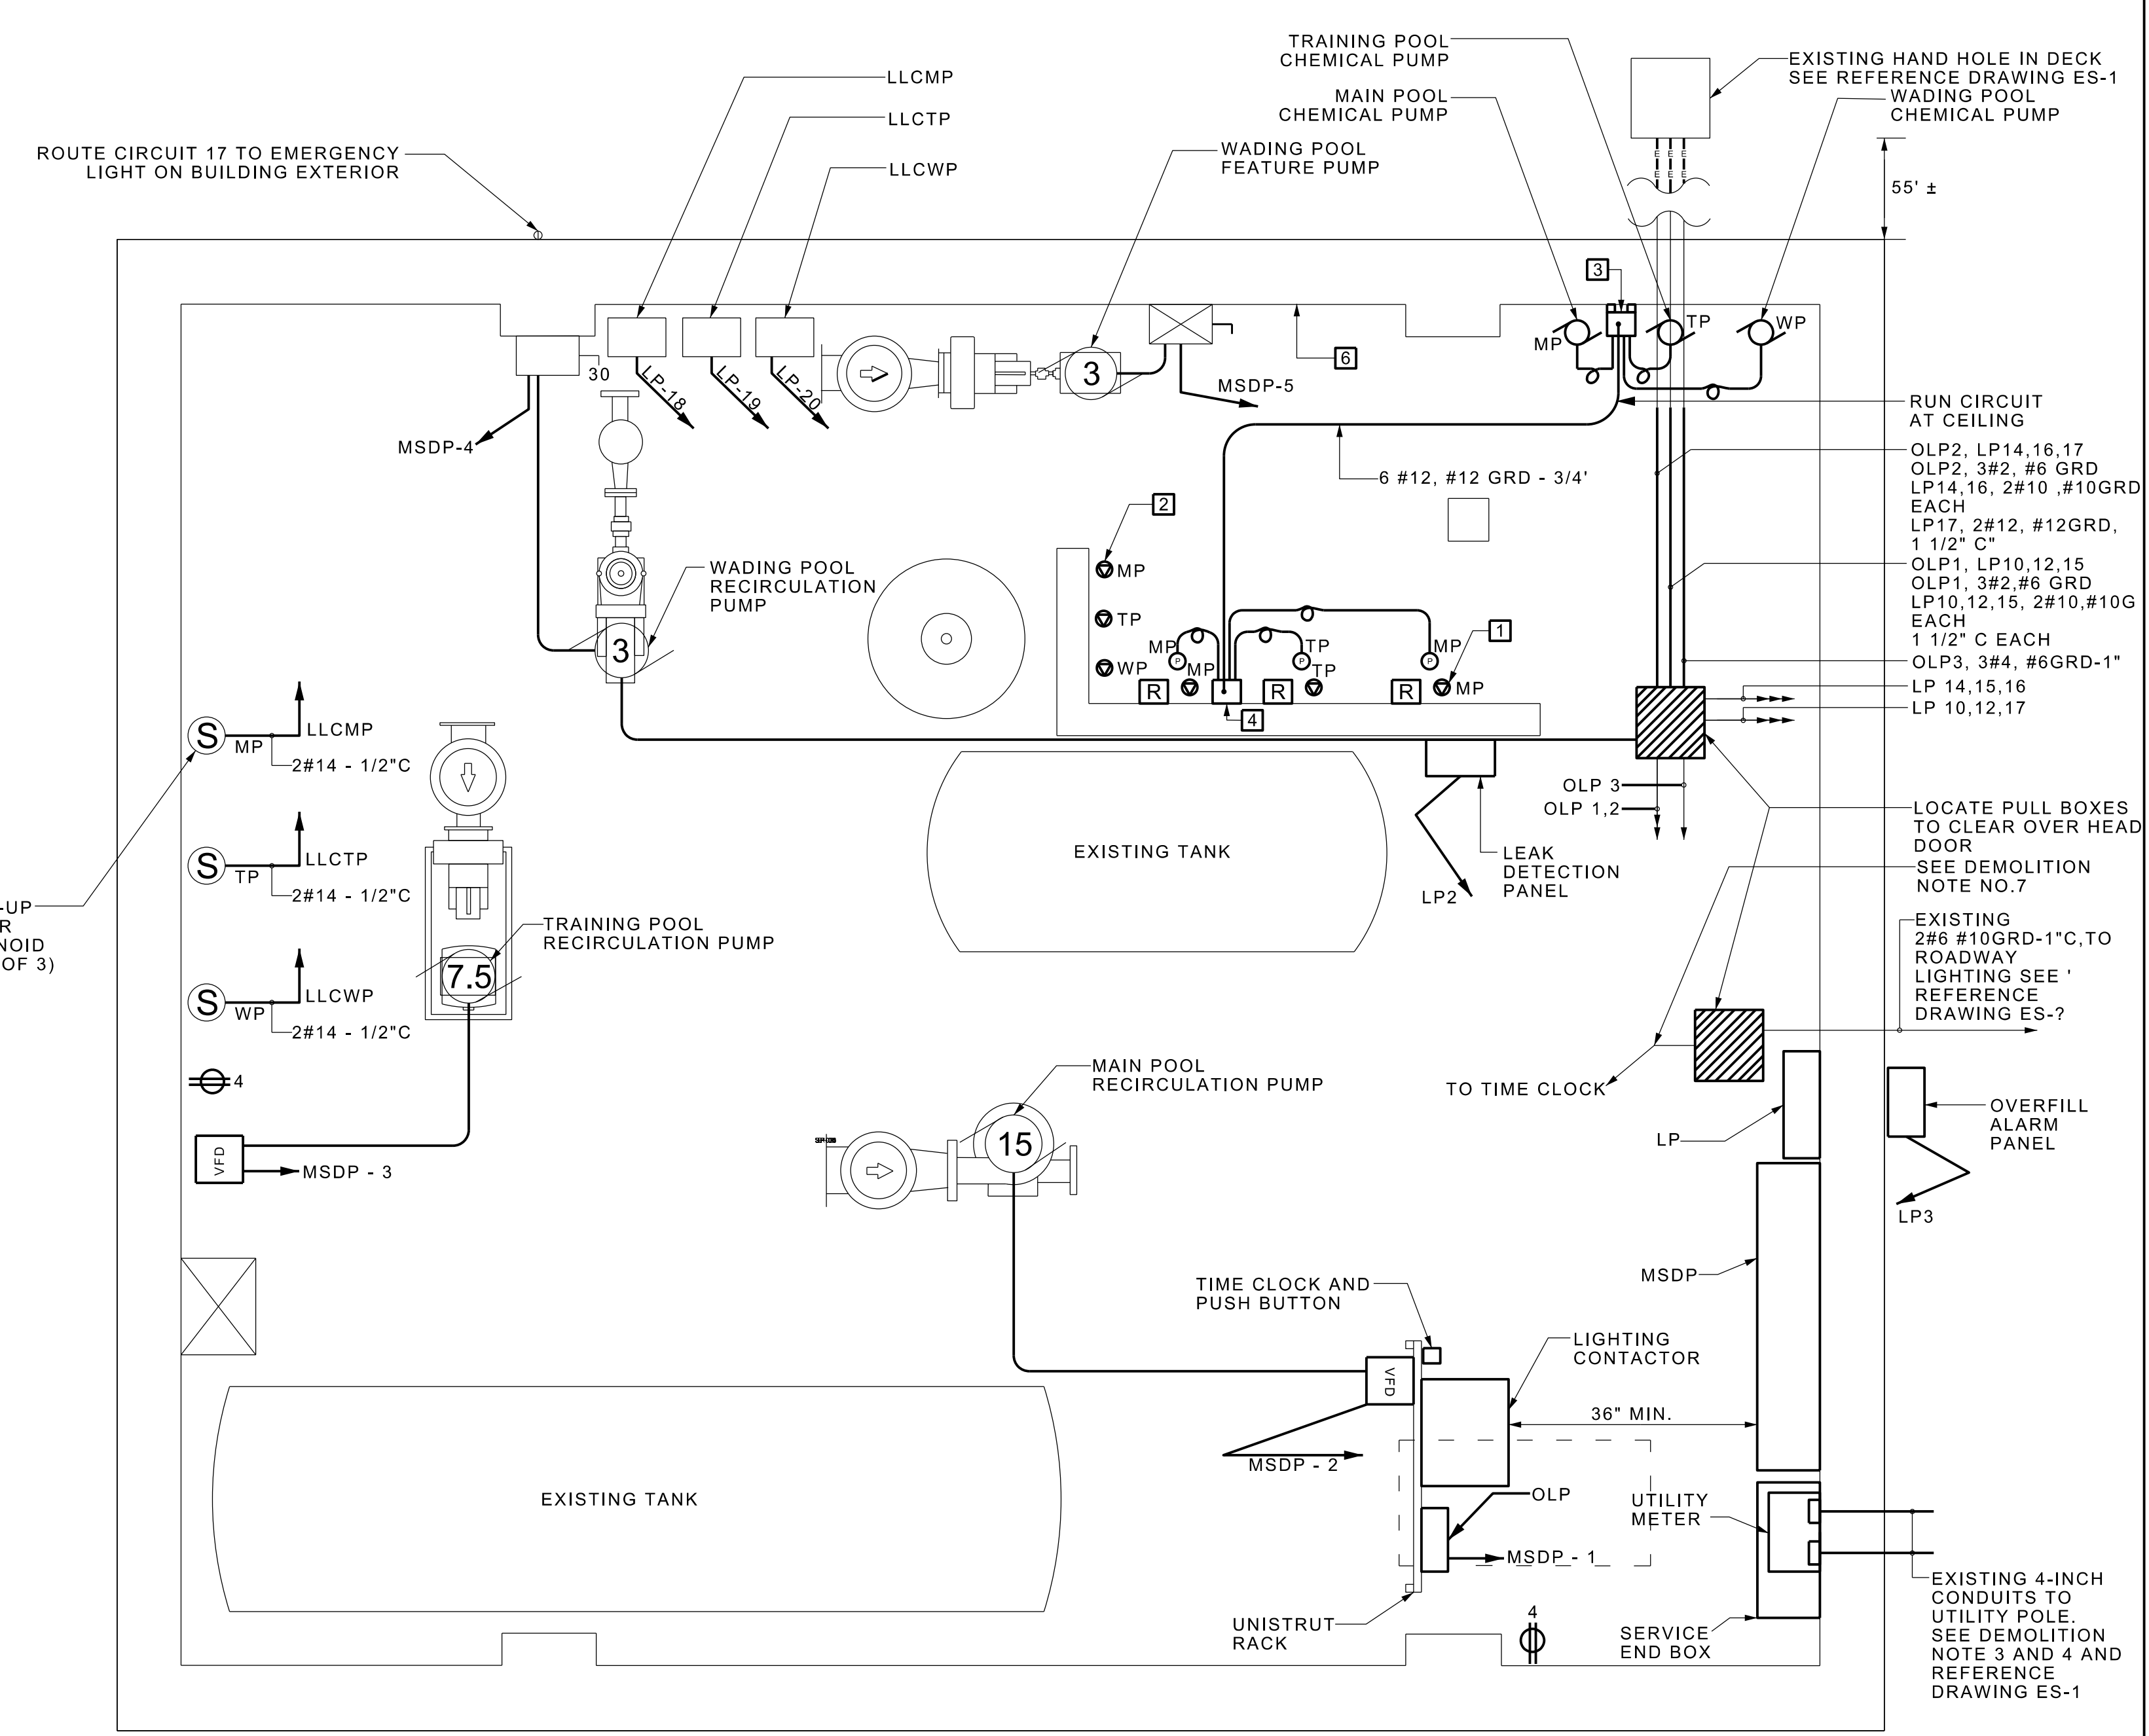 TRAINING POOL
CHEMICAL PUMP
EXISTING HAND HOLE IN DECK
SEE REFERENCE DRAWING ES-1
LLCMP
MAIN POOL
CHEMICAL PUMP
WADING POOL
CHEMICAL PUMP
LLCTP
ROUTE CIRCUIT 17 TO EMERGENCY
LIGHT ON BUILDING EXTERIOR
WADING POOL
FEATURE PUMP
LLCWP
E E E
E E E
55' ±
3
MP
TP
WP
30
LP-18
LP-19
LP-20
3
6
MSDP-5
MSDP-4
RUN CIRCUIT
AT CEILING
6 #12, #12 GRD - 3/4'
OLP2, LP14,16,17
OLP2, 3#2, #6 GRD
LP14,16, 2#10 ,#10GRD
EACH
LP17, 2#12, #12GRD,
1 1/2" C"
OLP1, LP10,12,15
OLP1, 3#2,#6 GRD
LP10,12,15, 2#10,#10G
EACH
1 1/2" C EACH
OLP3, 3#4, #6GRD-1"
LP 14,15,16
LP 10,12,17
2
MP
TP
WP
WADING POOL
RECIRCULATION
PUMP
3
MP
TP
MP
P
P
P
1
MP
TP
MP
R
R
R
4
S
MP
LLCMP
2#14 - 1/2"C
S
TP
LLCTP
2#14 - 1/2"C
S
WP
LLCWP
2#14 - 1/2"C
-UP
R
NOID
OF 3)
EXISTING TANK
OLP 3
OLP 1,2
LEAK
DETECTION
PANEL
LP2
LOCATE PULL BOXES
TO CLEAR OVER HEAD
DOOR
SEE DEMOLITION
NOTE NO.7
TRAINING POOL
RECIRCULATION PUMP
7.5
EXISTING
2#6 #10GRD-1"C,TO
ROADWAY
LIGHTING SEE '
REFERENCE
DRAWING ES-?
4
MAIN POOL
RECIRCULATION PUMP
15
TO TIME CLOCK
LP
OVERFILL
ALARM
PANEL
LP3
VFD
MSDP - 3
MSDP
TIME CLOCK AND
PUSH BUTTON
LIGHTING
CONTACTOR
VFD
36" MIN.
MSDP - 2
EXISTING TANK
OLP
MSDP - 1
UTILITY
METER
UNISTRUT
RACK
4
SERVICE
END BOX
EXISTING 4-INCH
CONDUITS TO
UTILITY POLE.
SEE DEMOLITION
NOTE 3 AND 4 AND
REFERENCE
DRAWING ES-1